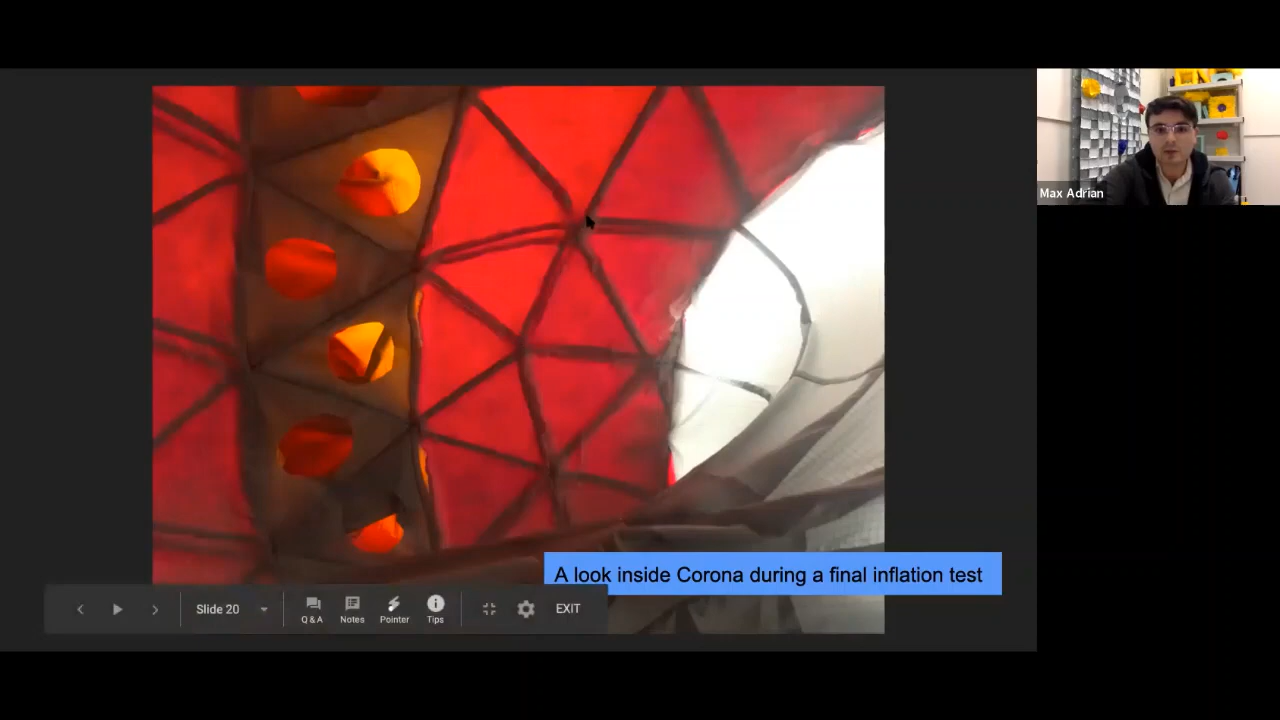 Max Adrian
A look inside Corona during a final inflation test
Slide 20
Q & A
Notes
Pointer
Tips
EXIT